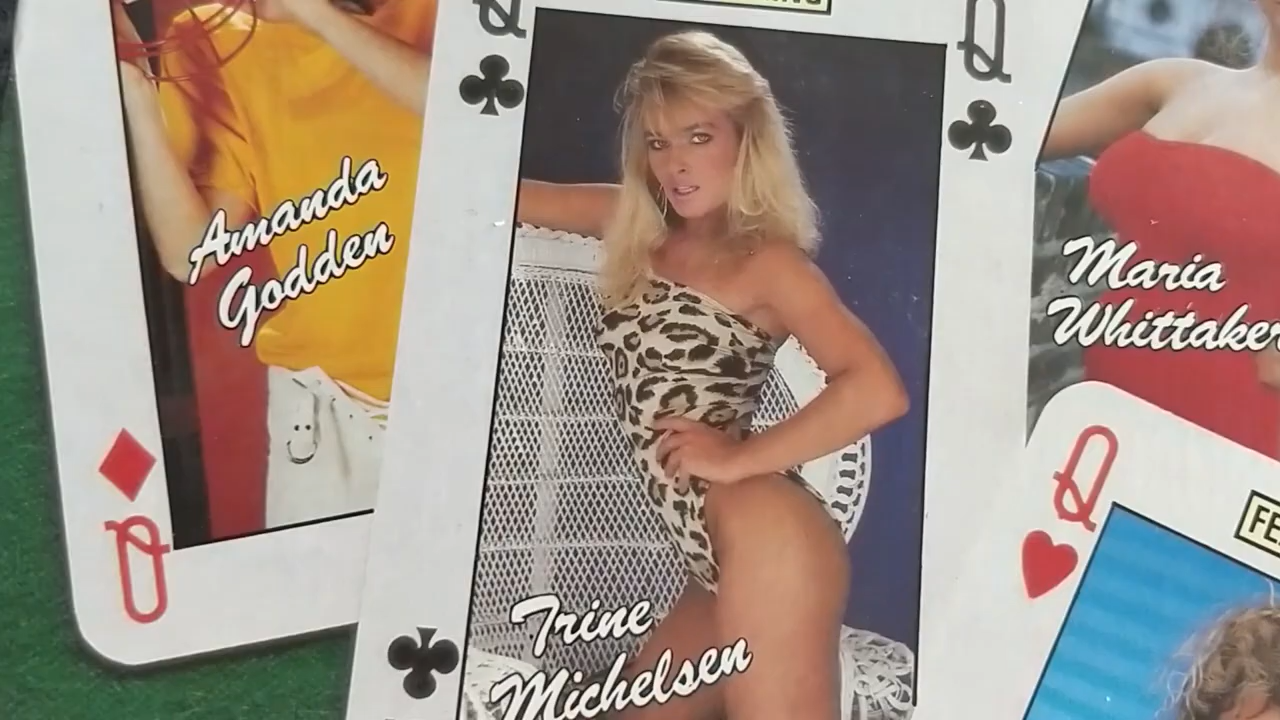 Q
Q
Amanda
Godden
Maria
Whittaker
Q
Q
Trine
Michelsen